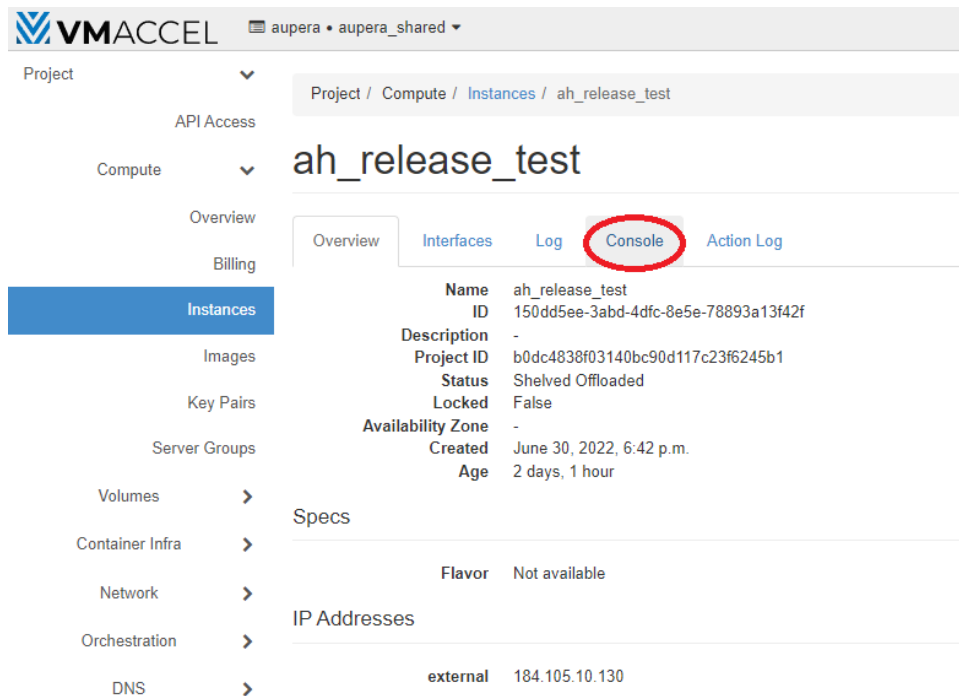 VMACCEL
aupera • aupera_shared
Project
API Access
Compute
Overview
Billing
Instances
Images
Key Pairs
Server Groups
Volumes
Container Infra
Network
Orchestration
DNS
Project / Compute / Instances / ah_release_test
ah_release_test
Overview Interfaces Log Console Action Log
Name ah_release_test
ID 150dd5ee-3abd-4dfc-8e5e-78893a13f42f
Description -
Project ID b0dc4838f03140bc90d117c23f6245b1
Status Shelved Offloaded
Locked False
Availability Zone -
Created June 30, 2022, 6:42 p.m.
Age 2 days, 1 hour
Specs
Flavor Not available
IP Addresses
external 184.105.10.130